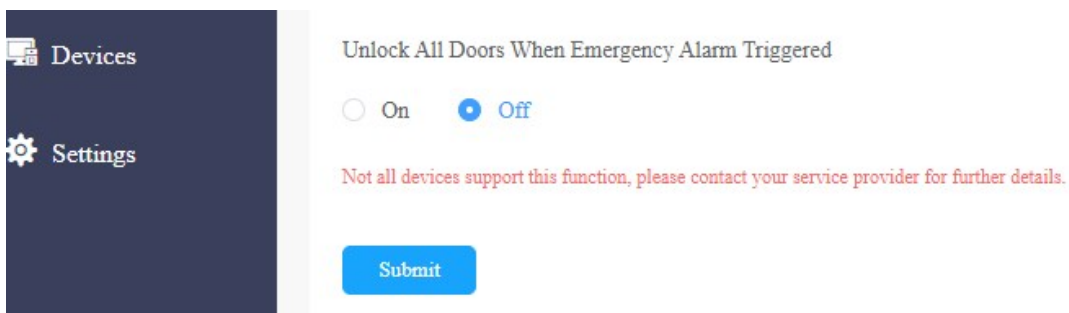 Devices
Settings
Unlock All Doors When Emergency Alarm Triggered
On Off
Not all devices support this function, please contact your service provider for further details.
Submit